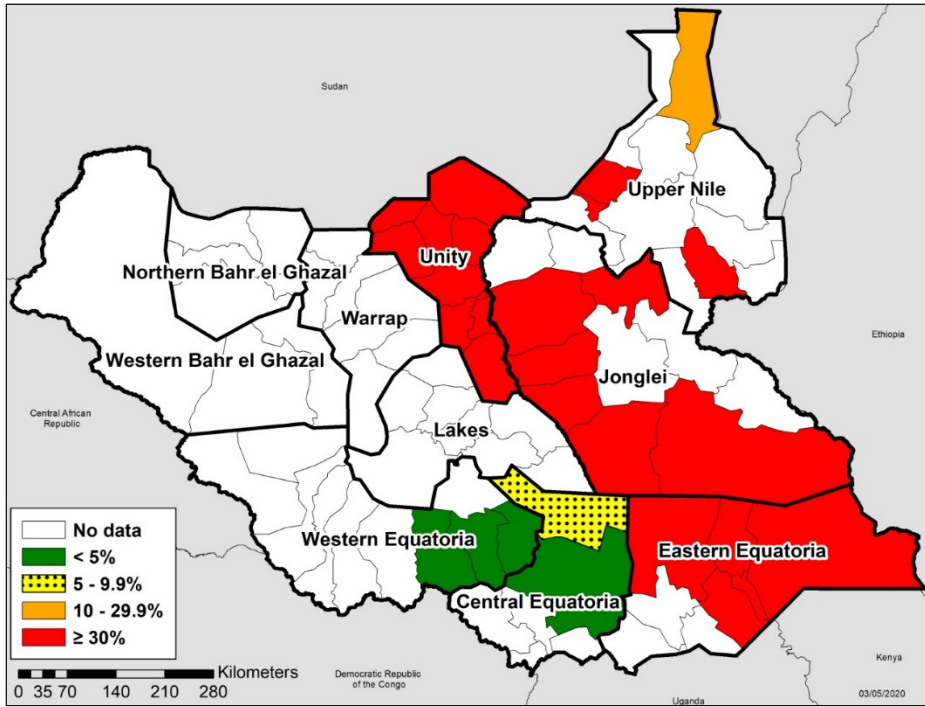 Sudan
Upper Nile
Unity
Northern Bahr el Ghazal
Warrap
Ethiopia
Western Bahr el Ghazal
Jonglei
Central African
Republic
Lakes
No data
< 5%
5 - 9.9%
10 - 29.9%
≥ 30%
Western Equatoria
Eastern Equatoria
Central Equatoria
Kilometers
0 35 70 140 210 280
Democratic Republic
of the Congo
Kenya
Uganda
03/05/2020